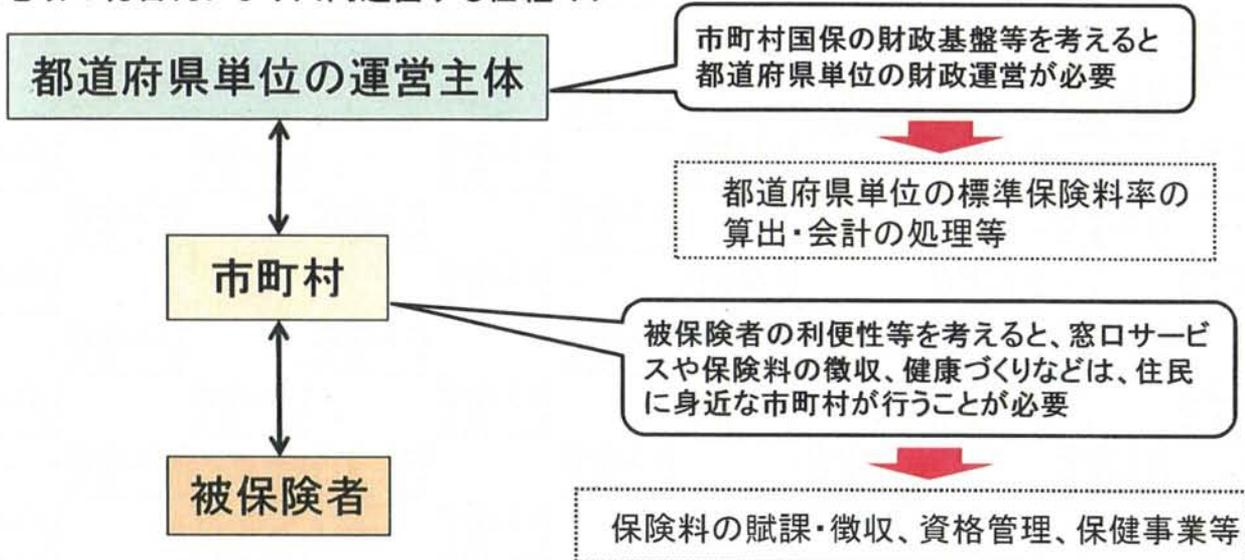 都道府県単位の運営主体
市町村国保の財政基盤等を考えると
都道府県単位の財政運営が必要
都道府県単位の標準保険料率の
算出・会計の処理等
市町村
被保険者の利便性等を考えると、窓口サービ
スや保険料の徴収、健康づくりなどは、住民
に身近な市町村が行うことが必要
被保険者
保険料の賦課・徴収、資格管理、保健事業等